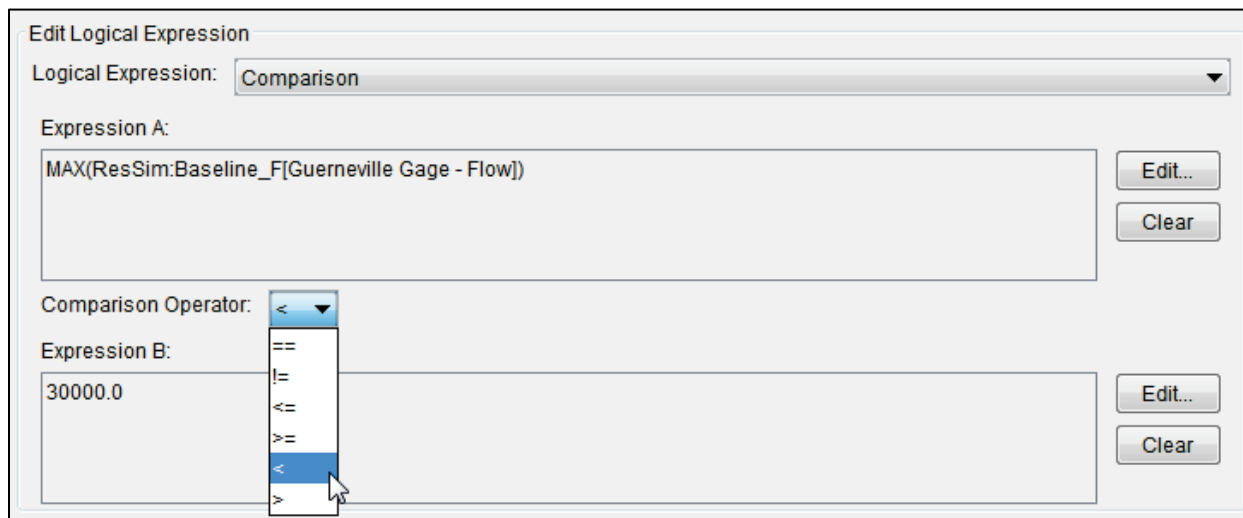 Edit Logical Expression
Logical Expression: Comparison
Expression A:
MAX(ResSim:Baseline_F[Guerneville Gage - Flow])
Edit...
Clear
Comparison Operator: <
==
!=
<=
>=
<
>
Expression B:
30000.0
Edit...
Clear